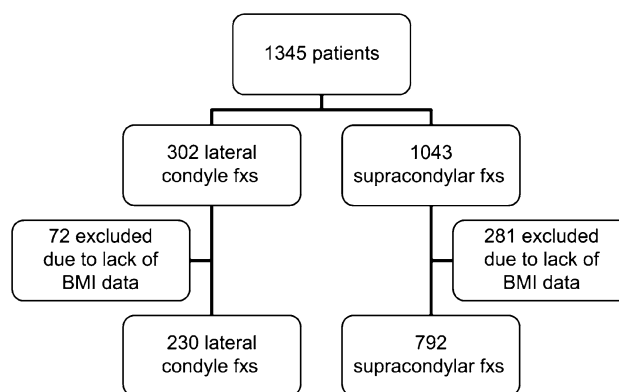 1345 patients
302 lateral
condyle fxs
1043
supracondylar fxs
72 excluded
due to lack of
BMI data
281 excluded
due to lack of
BMI data
230 lateral
condyle fxs
792
supracondylar fxs